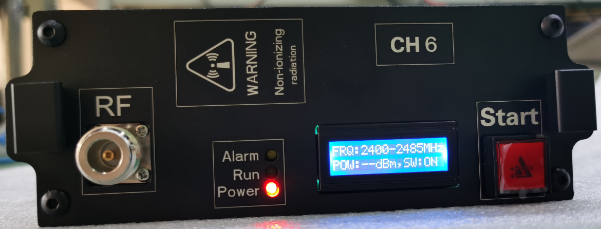 WARNING
Non-ionizing
radiation
CH 6
RF
Alarm
Run
Power
FRQ:2400-2485MHz
POW:--dBm,SW:ON
Start